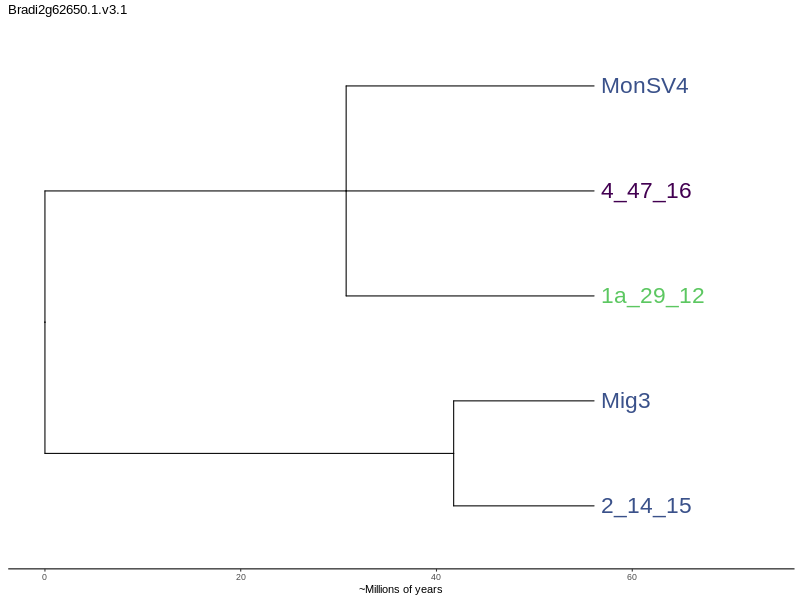 Bradi2g62650.1.v3.1
MonSV4
4_47_16
1a_29_12
Mig3
2_14_15
0 20 40 60
~Millions of years